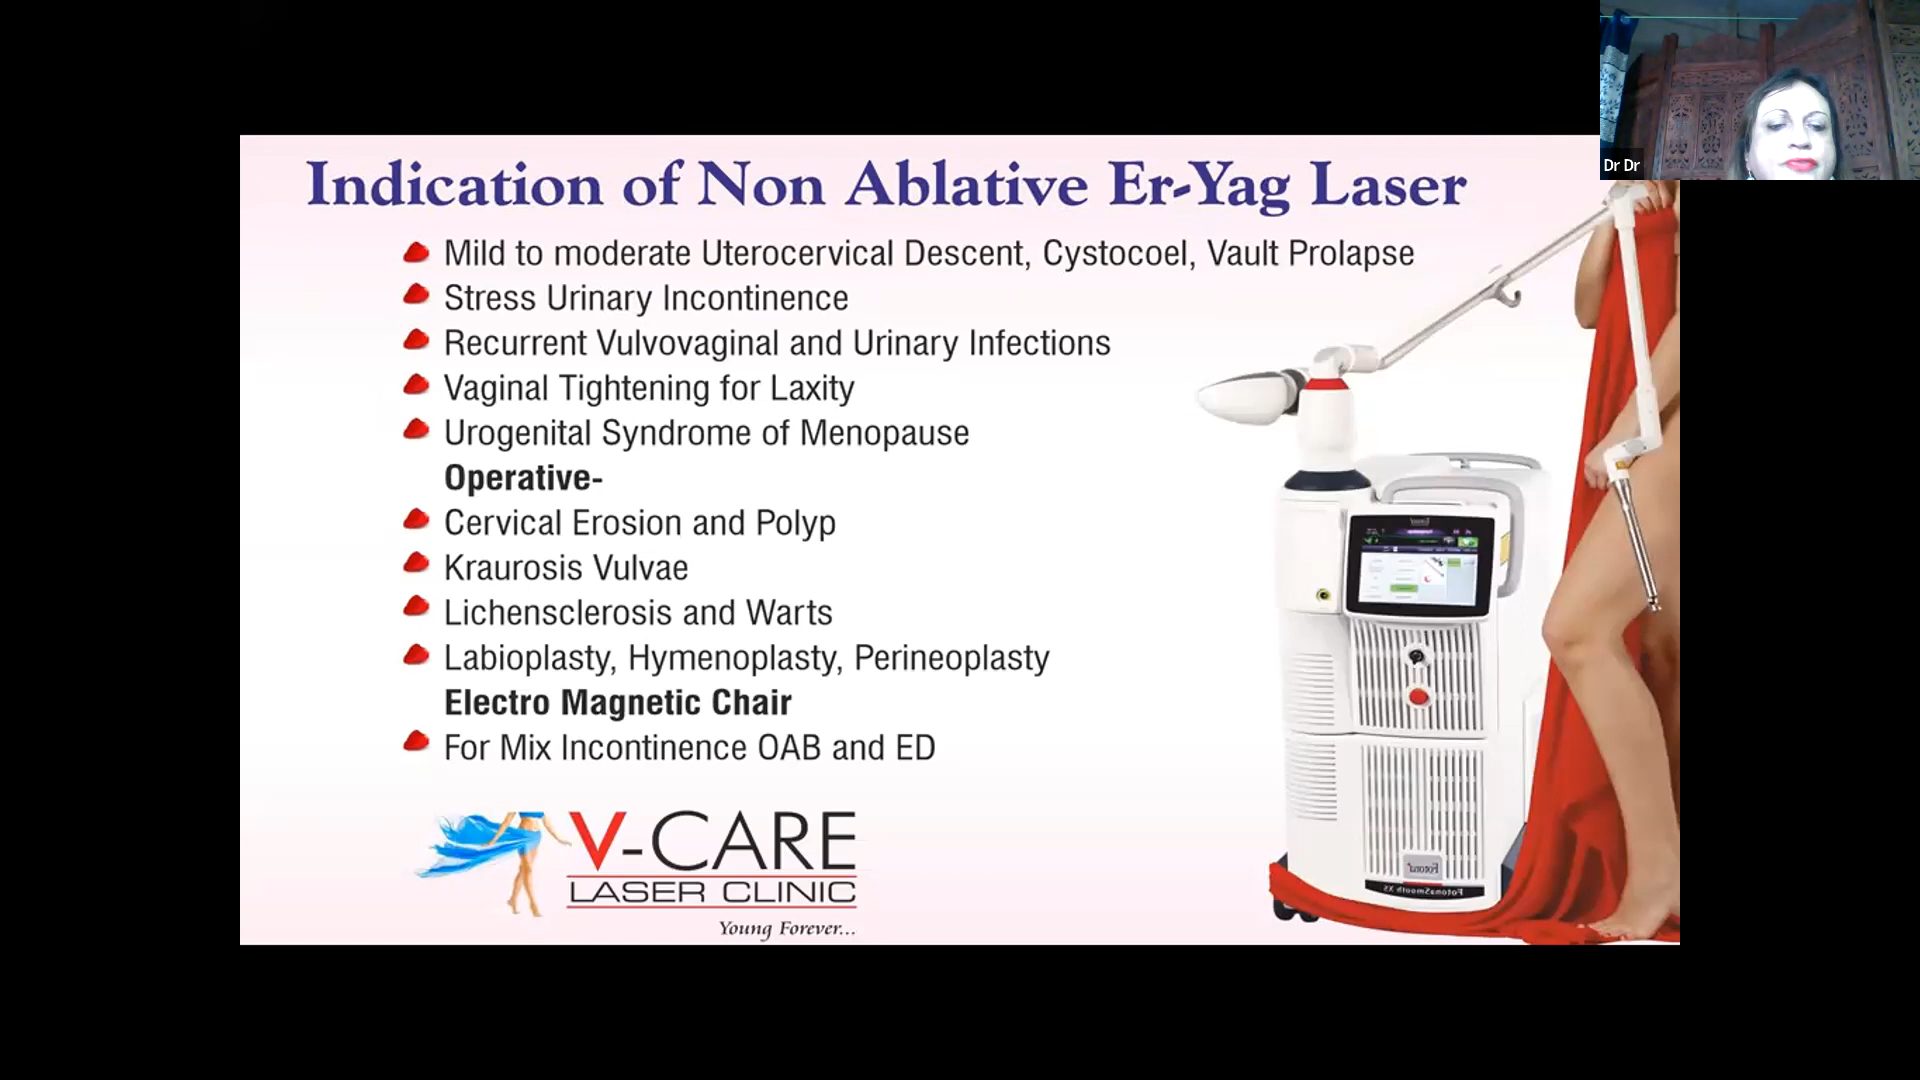 Indication of Non Ablative Er-Yag Laser
Mild to moderate Uterocervical Descent, Cystocoel, Vault Prolapse
Stress Urinary Incontinence
Recurrent Vulvovaginal and Urinary Infections
Vaginal Tightening for Laxity
Urogenital Syndrome of Menopause
Operative-
Cervical Erosion and Polyp
Kraurosis Vulvae
Lichensclerosis and Warts
Labioplasty, Hymenoplasty, Perineoplasty
Electro Magnetic Chair
For Mix Incontinence OAB and ED
V-CARE
LASER CLINIC
Young Forever...
Dr Dr
Fotona
FotonaSmooth XS